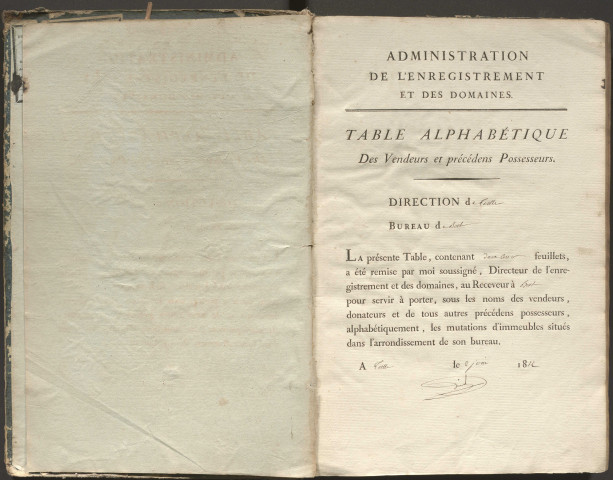 ADMINISTRATION
DE L'ENREGISTREMENT
ET DES DOMAINES.
TABLE ALPHABÉTIQUE
Des Vendeurs et précédens Possesseurs.
DIRECTION d
BUREAU d
LA présente Table, contenant feuillets,
a été remise par moi soussigné, Directeur de l'enre-
gistrement et des domaines, au Receveur à
pour servir à porter, sous les noms des vendeurs,
donateurs et de tous autres précédens possesseurs,
alphabétiquement, les mutations d'immeubles situés
dans l'arrondissement de son bureau.
A le 18